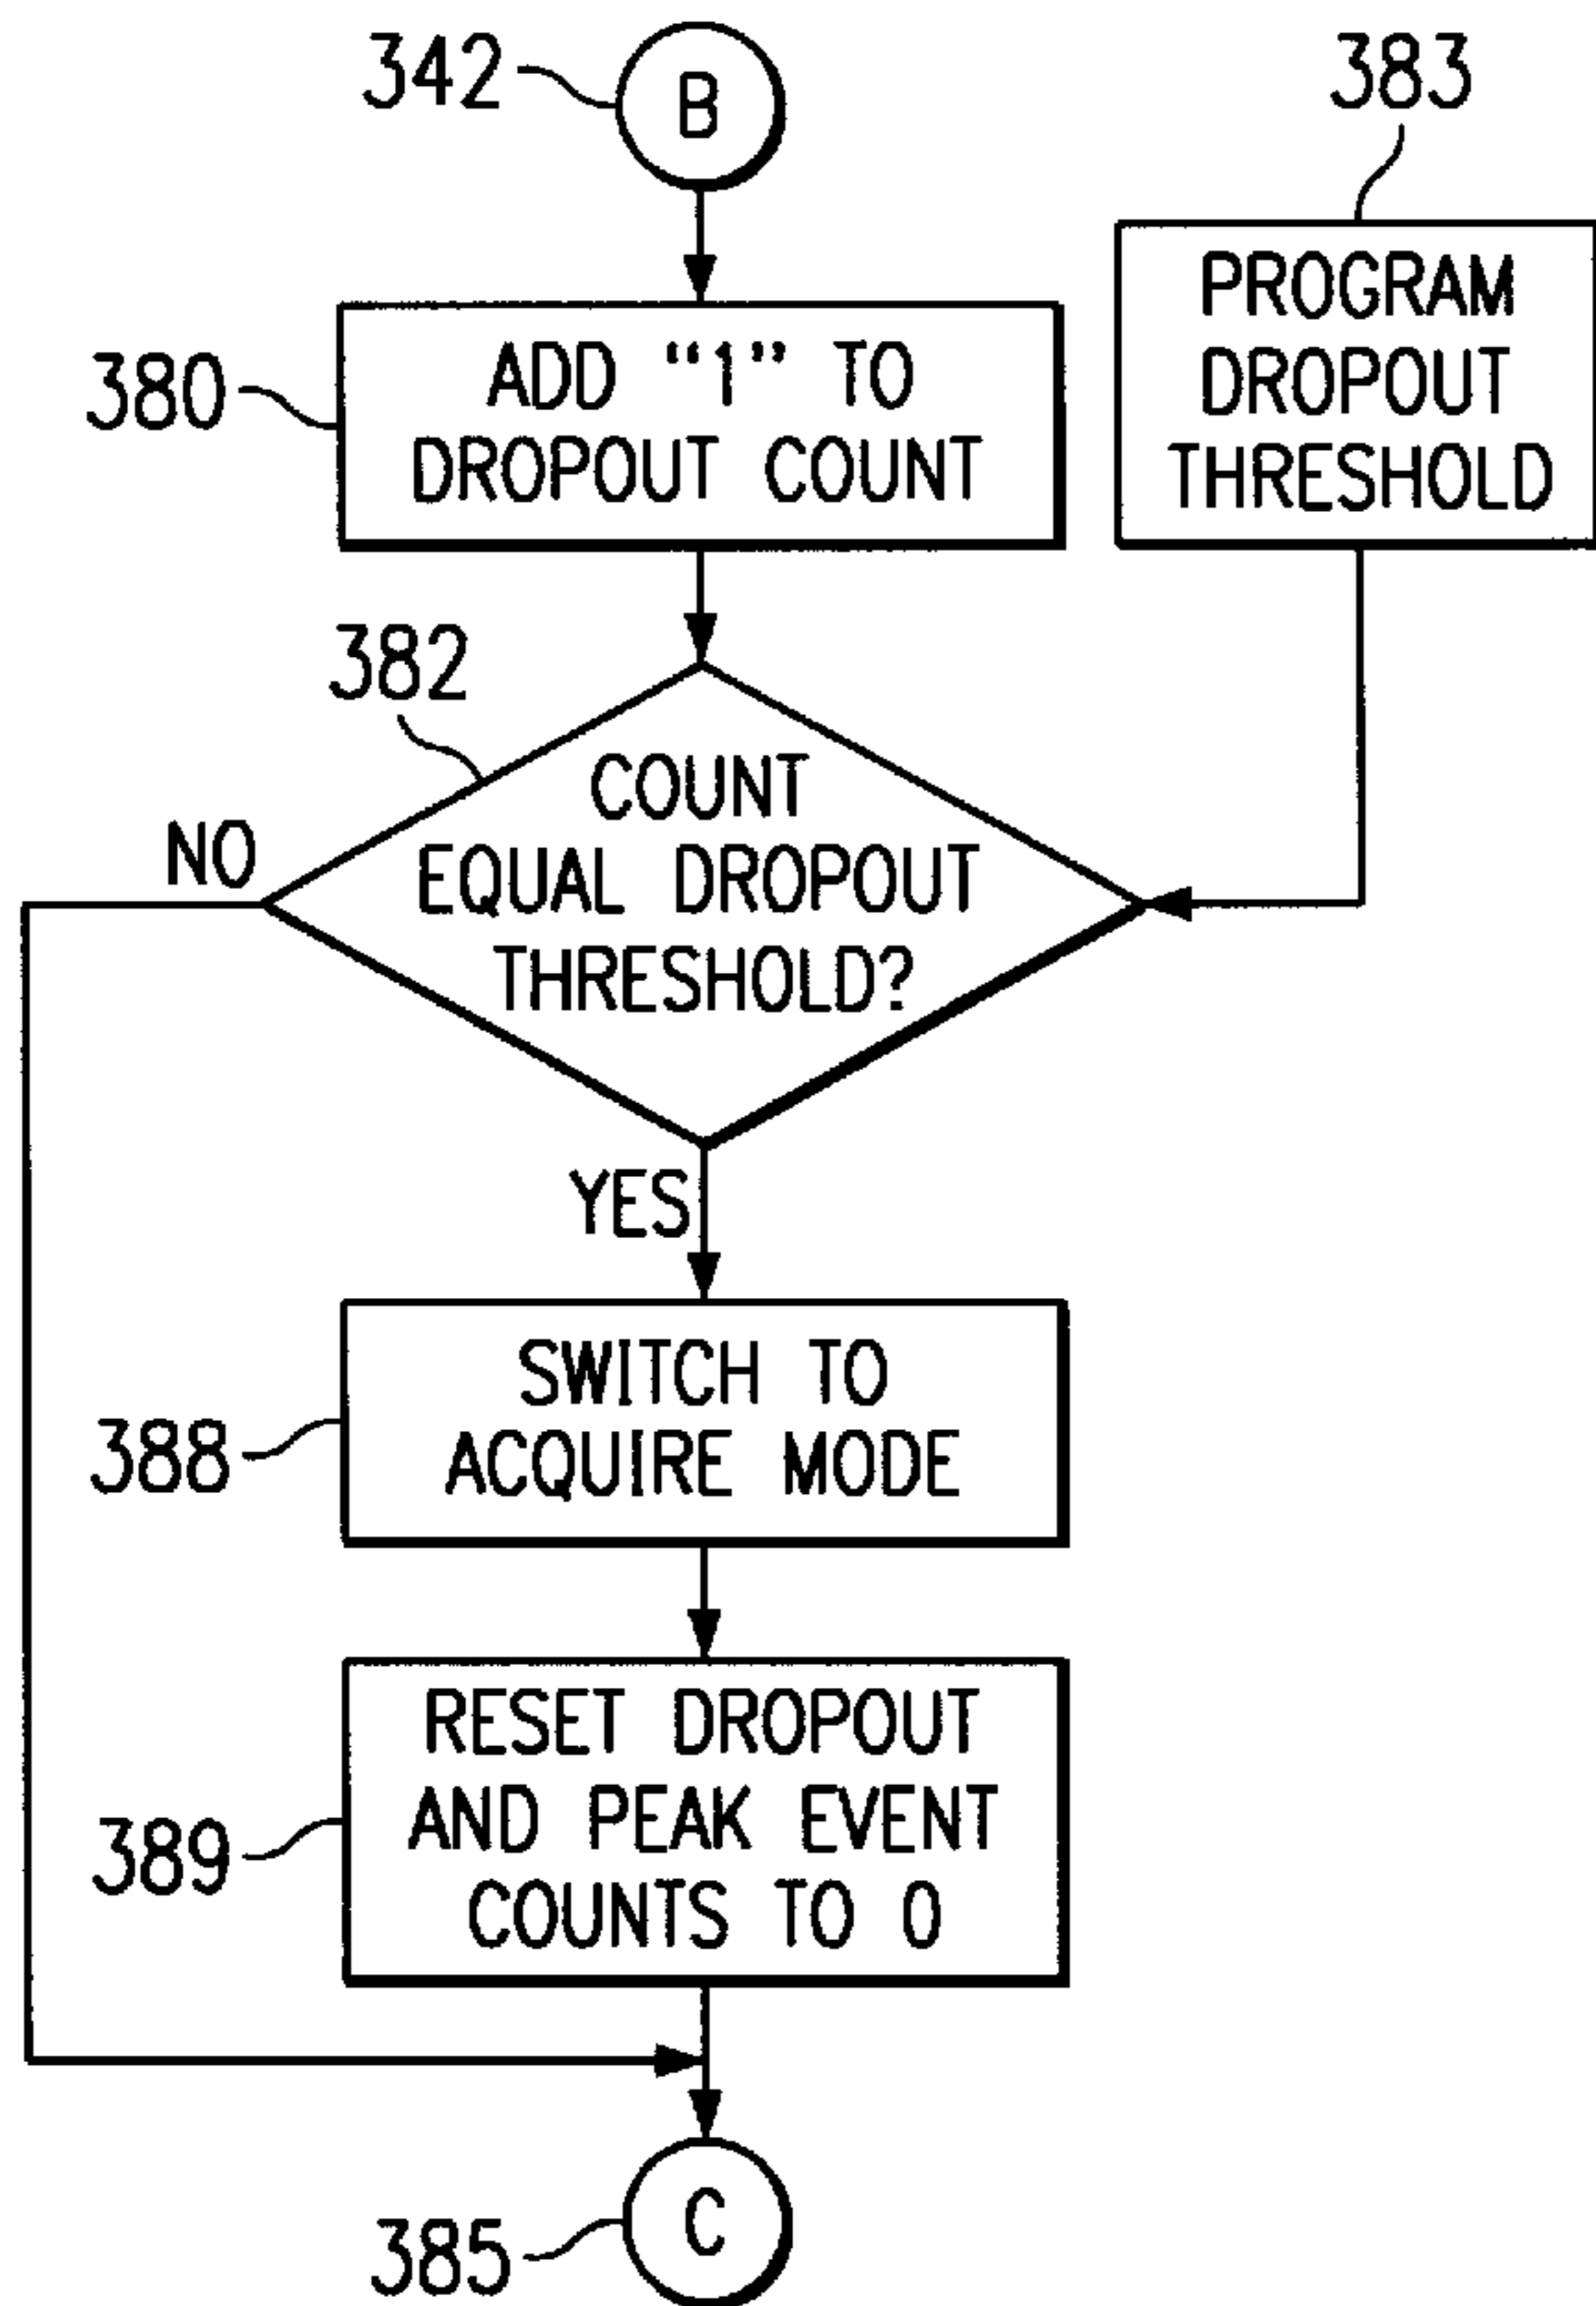 342
B
383
PROGRAM
DROPOUT
THRESHOLD
380
ADD “1” TO
DROPOUT COUNT
382
COUNT
EQUAL DROPOUT
THRESHOLD?
NO
YES
388
SWITCH TO
ACQUIRE MODE
389
RESET DROPOUT
AND PEAK EVENT
COUNTS TO 0
385
C